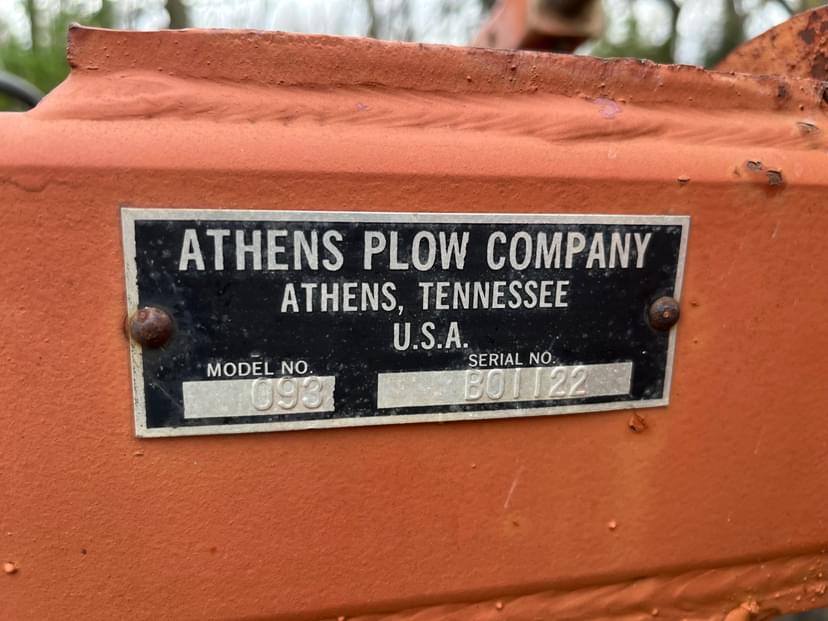 ATHENS PLOW COMPANY
ATHENS, TENNESSEE
U.S.A.
MODEL NO. SERIAL NO.
093 B01122